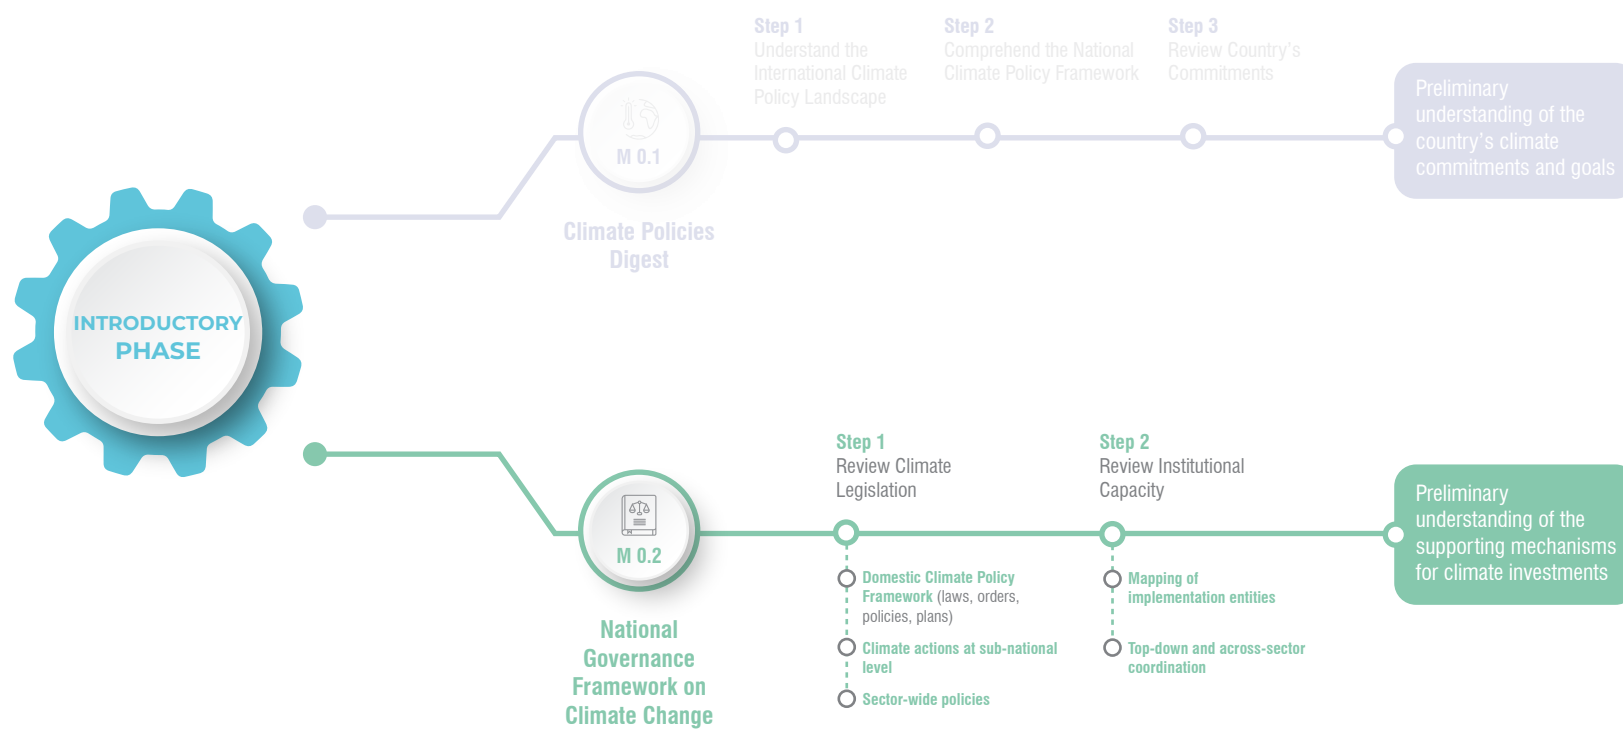 INTRODUCTORY
PHASE
Step 1
Understand the
International Climate
Policy Landscape
Step 2
Comprehend the National
Climate Policy Framework
Step 3
Review Country's
Commitments
M 0.1
Climate Policies
Digest
Preliminary
understanding of the
country's climate
commitments and goals
M 0.2
National
Governance
Framework on
Climate Change
Step 1
Review Climate
Legislation
Domestic Climate Policy
Framework (laws, orders,
policies, plans)
Climate actions at sub-national
level
Sector-wide policies
Step 2
Review Institutional
Capacity
Mapping of
implementation entities
Top-down and across-sector
coordination
Preliminary
understanding of the
supporting mechanisms
for climate investments